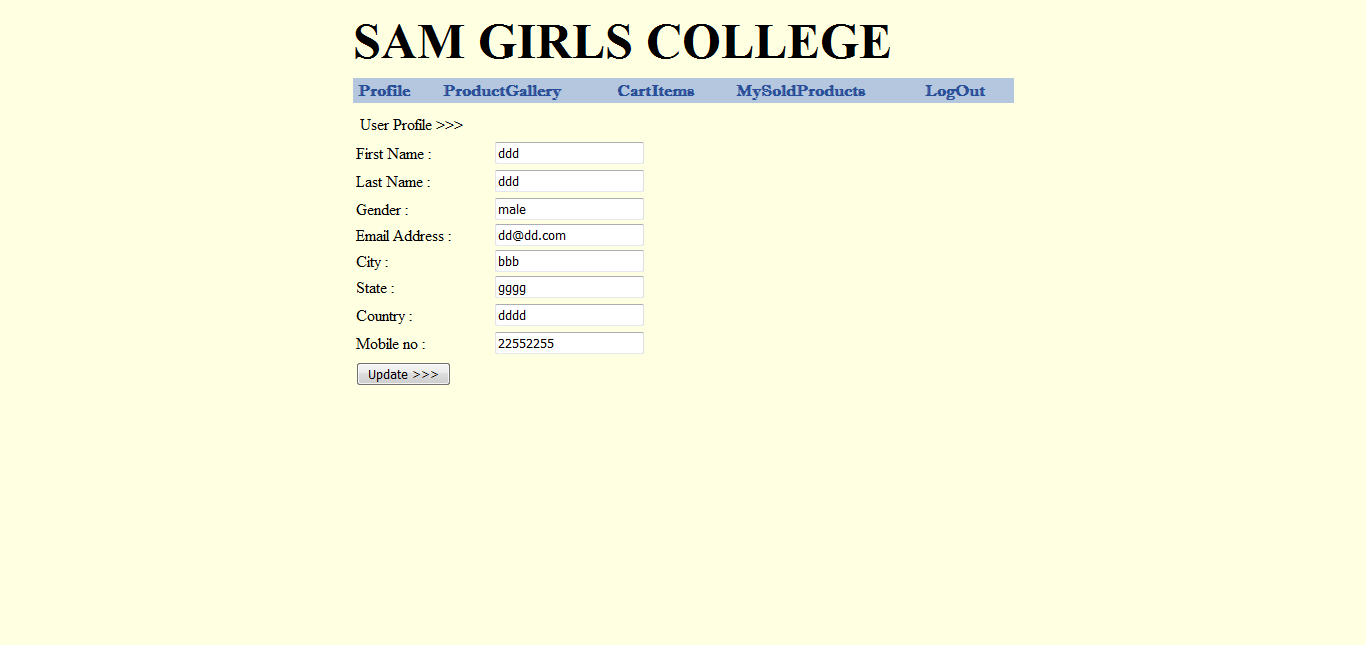 SAM GIRLS COLLEGE
Profile ProductGallery CartItems MySoldProducts LogOut
User Profile >>>
First Name : ddd
Last Name : ddd
Gender : male
Email Address : dd@dd.com
City : bbb
State : gggg
Country : dddd
Mobile no : 22552255
Update >>>